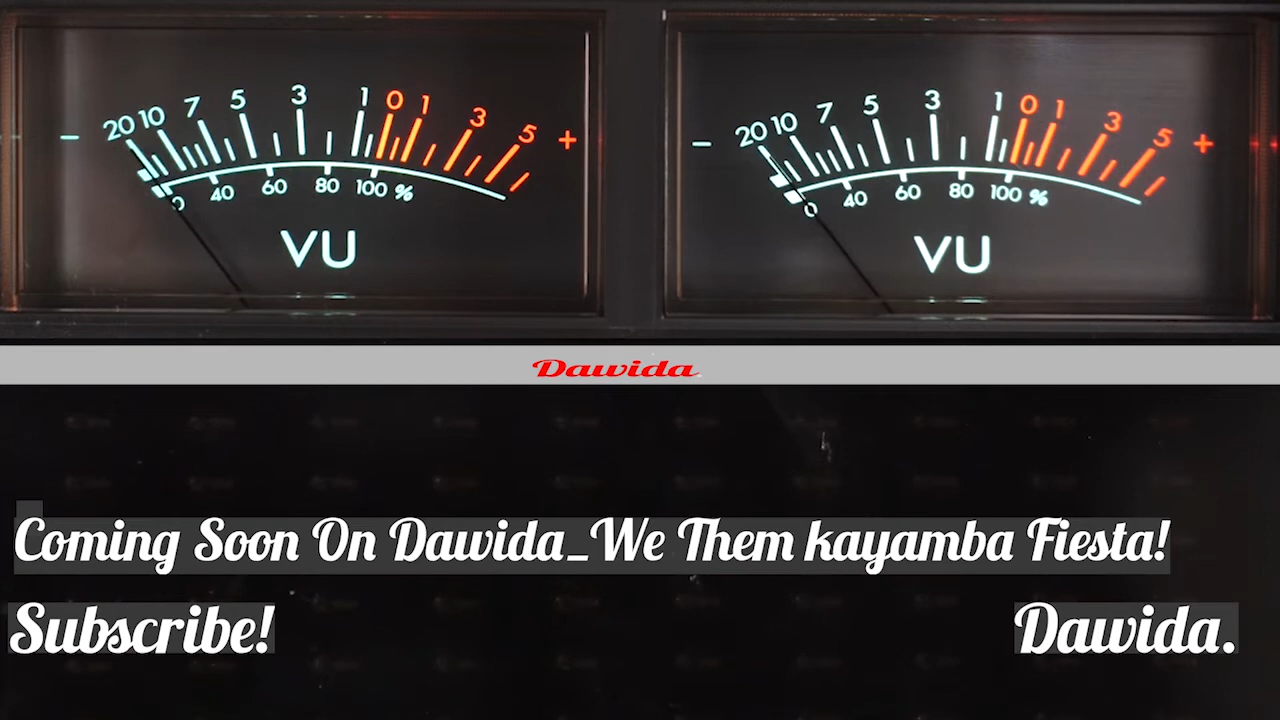 20 10 7 5 3 1 0 1 3 5 +
-
0 40 60 80 100 %
VU
20 10 7 5 3 1 0 1 3 5 +
-
0 40 60 80 100 %
VU
Dawida
Coming Soon On Dawida_We Them kayamba Fiesta!
Subscribe!
Dawida.